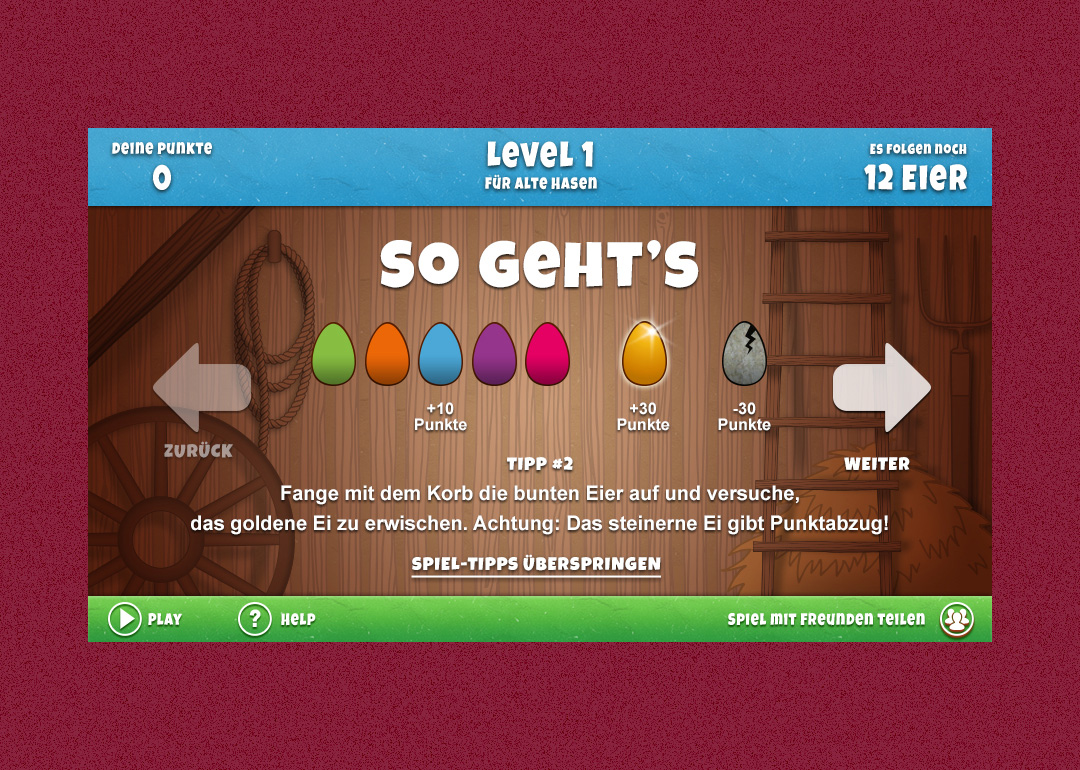 Deine Punkte
0
Level 1
für alte Hasen
Es folgen noch
12 Eier
So geht's
+10
Punkte
+30
Punkte
-30
Punkte
ZURÜCK
WEITER
TIPP #2
Fange mit dem Korb die bunten Eier auf und versuche,
das goldene Ei zu erwischen. Achtung: Das steinerne Ei gibt Punktabzug!
SPIEL-TIPPS ÜBERSPRINGEN
PLAY
? HELP
Spiel mit Freunden teilen